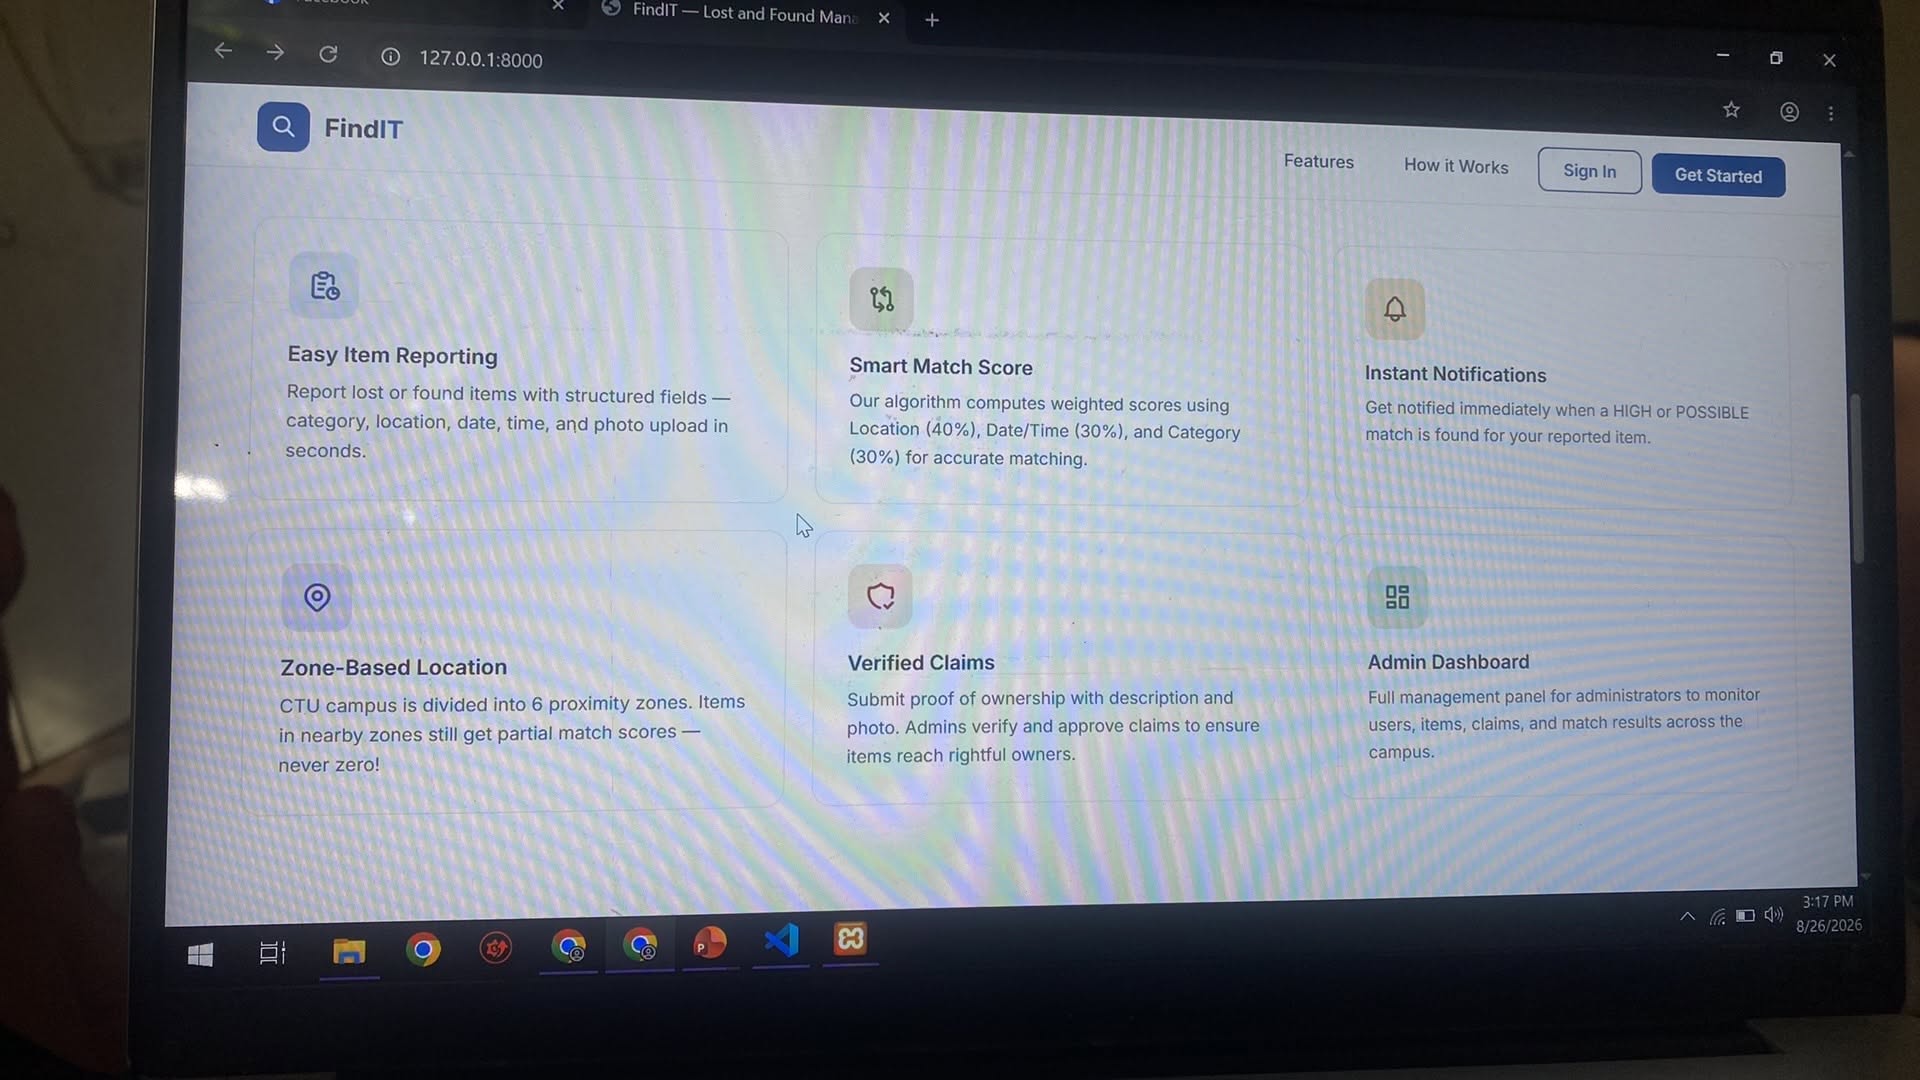 FindIT — Lost and Found Mana
127.0.0.1:8000
FindIT
Features
How it Works
Sign In
Get Started
Easy Item Reporting
Report lost or found items with structured fields —
category, location, date, time, and photo upload in
seconds.
Smart Match Score
Our algorithm computes weighted scores using
Location (40%), Date/Time (30%), and Category
(30%) for accurate matching.
Instant Notifications
Get notified immediately when a HIGH or POSSIBLE
match is found for your reported item.
Zone-Based Location
CTU campus is divided into 6 proximity zones. Items
in nearby zones still get partial match scores —
never zero!
Verified Claims
Submit proof of ownership with description and
photo. Admins verify and approve claims to ensure
items reach rightful owners.
Admin Dashboard
Full management panel for administrators to monitor
users, items, claims, and match results across the
campus.
3:17 PM
8/26/2026